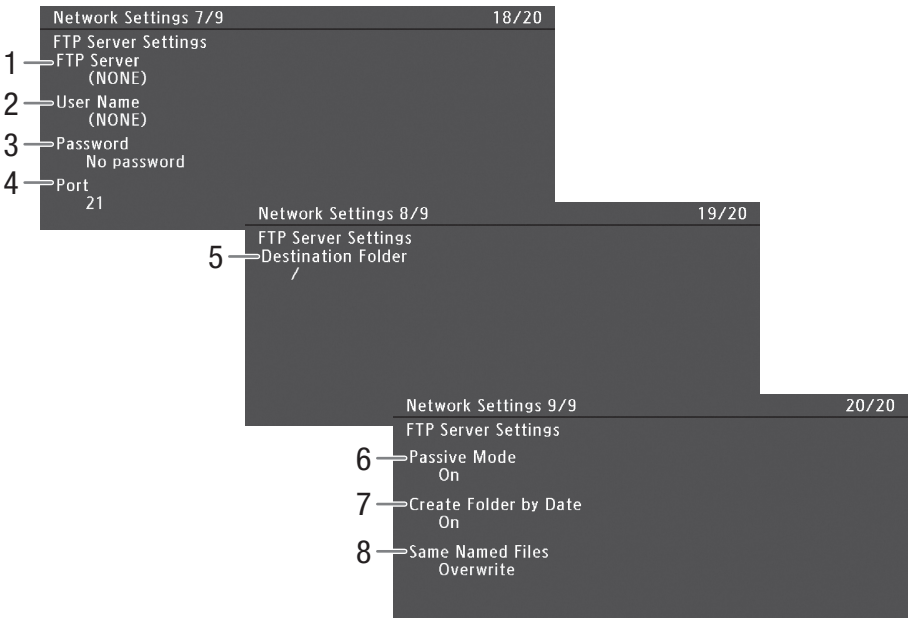 Network Settings 7/9 18/20
FTP Server Settings
1 FTP Server
(NONE)
2 User Name
(NONE)
3 Password
No password
4 Port
21
Network Settings 8/9 19/20
FTP Server Settings
5 Destination Folder
/
Network Settings 9/9 20/20
FTP Server Settings
6 Passive Mode
On
7 Create Folder by Date
On
8 Same Named Files
Overwrite